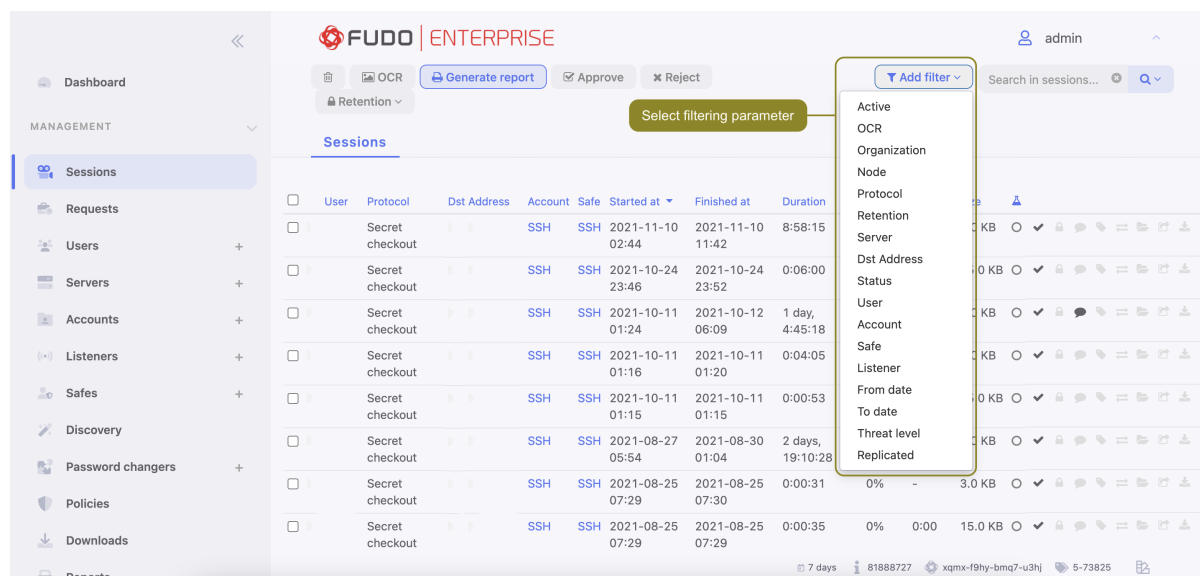 FUDO ENTERPRISE
admin
Dashboard
MANAGEMENT
Sessions
Requests
Users
Servers
Accounts
Listeners
Safes
Discovery
Password changers
Policies
Downloads
OCR
Generate report
Approve
Reject
Add filter
Search in sessions...
Retention
Select filtering parameter
Sessions
Active
OCR
Organization
Node
Protocol
Retention
Server
Dst Address
Status
User
Account
Safe
Listener
From date
To date
Threat level
Replicated
User Protocol Dst Address Account Safe Started at Finished at Duration
Secret SSH SSH 2021-11-10 2021-11-10 8:58:15 KB
checkout 02:44 11:42
Secret SSH SSH 2021-10-24 2021-10-24 0:06:00 .0 KB
checkout 23:46 23:52
Secret SSH SSH 2021-10-11 2021-10-12 1 day, KB
checkout 01:24 06:09 4:45:18
Secret SSH SSH 2021-10-11 2021-10-11 0:04:05 KB
checkout 01:16 01:20
Secret SSH SSH 2021-10-11 2021-10-11 0:00:53 .0 KB
checkout 01:15 01:15
Secret SSH SSH 2021-08-27 2021-08-30 2 days, KB
checkout 05:54 01:04 19:10:28
Secret SSH SSH 2021-08-25 2021-08-25 0:00:31 0% - 3.0 KB
checkout 07:29 07:30
Secret SSH SSH 2021-08-25 2021-08-25 0:00:35 0% 0:00 15.0 KB
checkout 07:29 07:29
7 days 81888727 xqmx-f9hy-bmq7-u3hj 5-73825